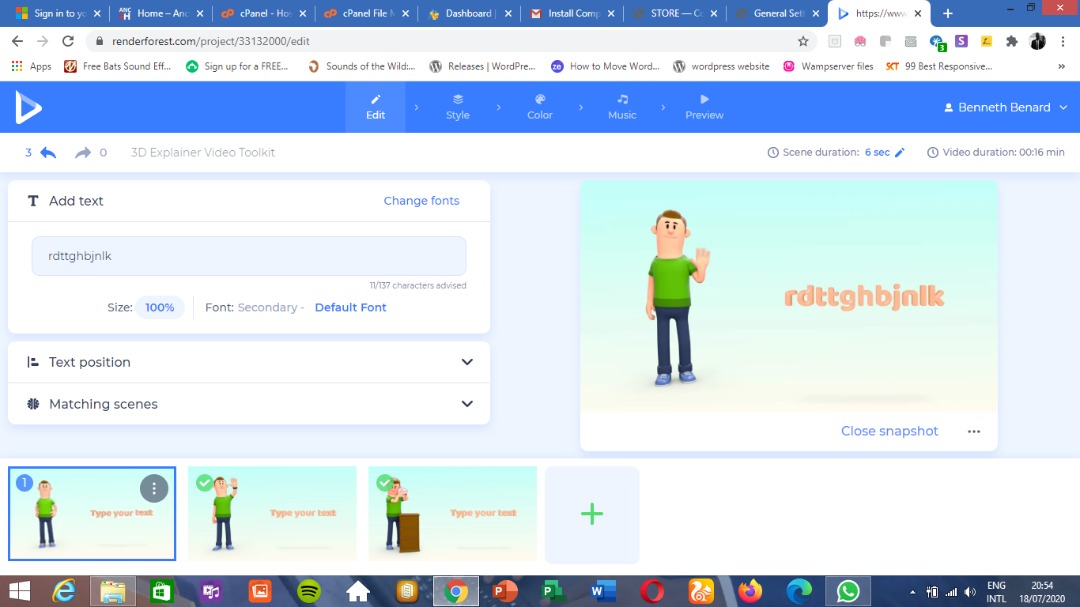 Sign in to yo
Home – Anc
cPanel - Hos
cPanel File M
Dashboard |
Install Comp
STORE — Co
General Sett
https://www
renderforest.com/project/33132000/edit
Apps
Free Bats Sound Eff...
Sign up for a FREE...
Sounds of the Wild:...
Releases | WordPre...
How to Move Word...
wordpress website
Wampserver files
99 Best Responsive...
»
Edit
Style
Color
Music
Preview
Benneth Benard
3
0
3D Explainer Video Toolkit
Scene duration: 6 sec
Video duration: 00:16 min
Add text
Change fonts
rdttghbjnlk
11/137 characters advised
Size: 100%
Font: Secondary - Default Font
Text position
Matching scenes
rdttghbjnlk
Close snapshot
1
Type your text
Type your text
Type your text
ENG
INTL
20:54
18/07/2020